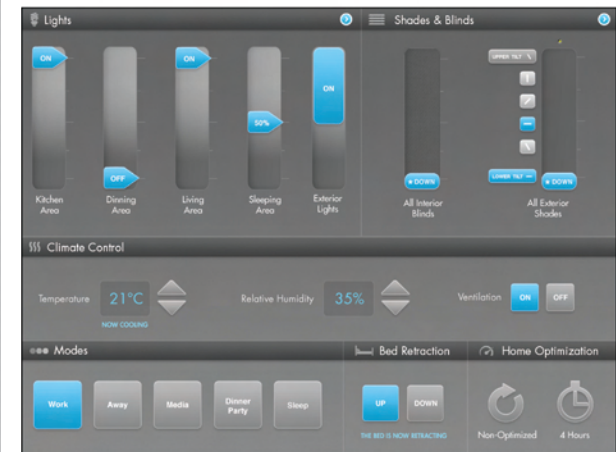 Lights
Shades & Blinds
ON
OFF
ON
50%
ON
Kitchen
Area
Dinning
Area
Living
Area
Sleeping
Area
Exterior
Lights
UPPER TILT
DOWN
LOWER TILT
DOWN
All Interior
Blinds
All Exterior
Shades
Climate Control
Temperature
21°C
NOW COOLING
Relative Humidity
35%
Ventilation
ON
OFF
Modes
Work
Away
Media
Dinner
Party
Sleep
Bed Retraction
UP
DOWN
THE BED IS NOW RETRACTING
Home Optimization
Non-Optimized
4 Hours